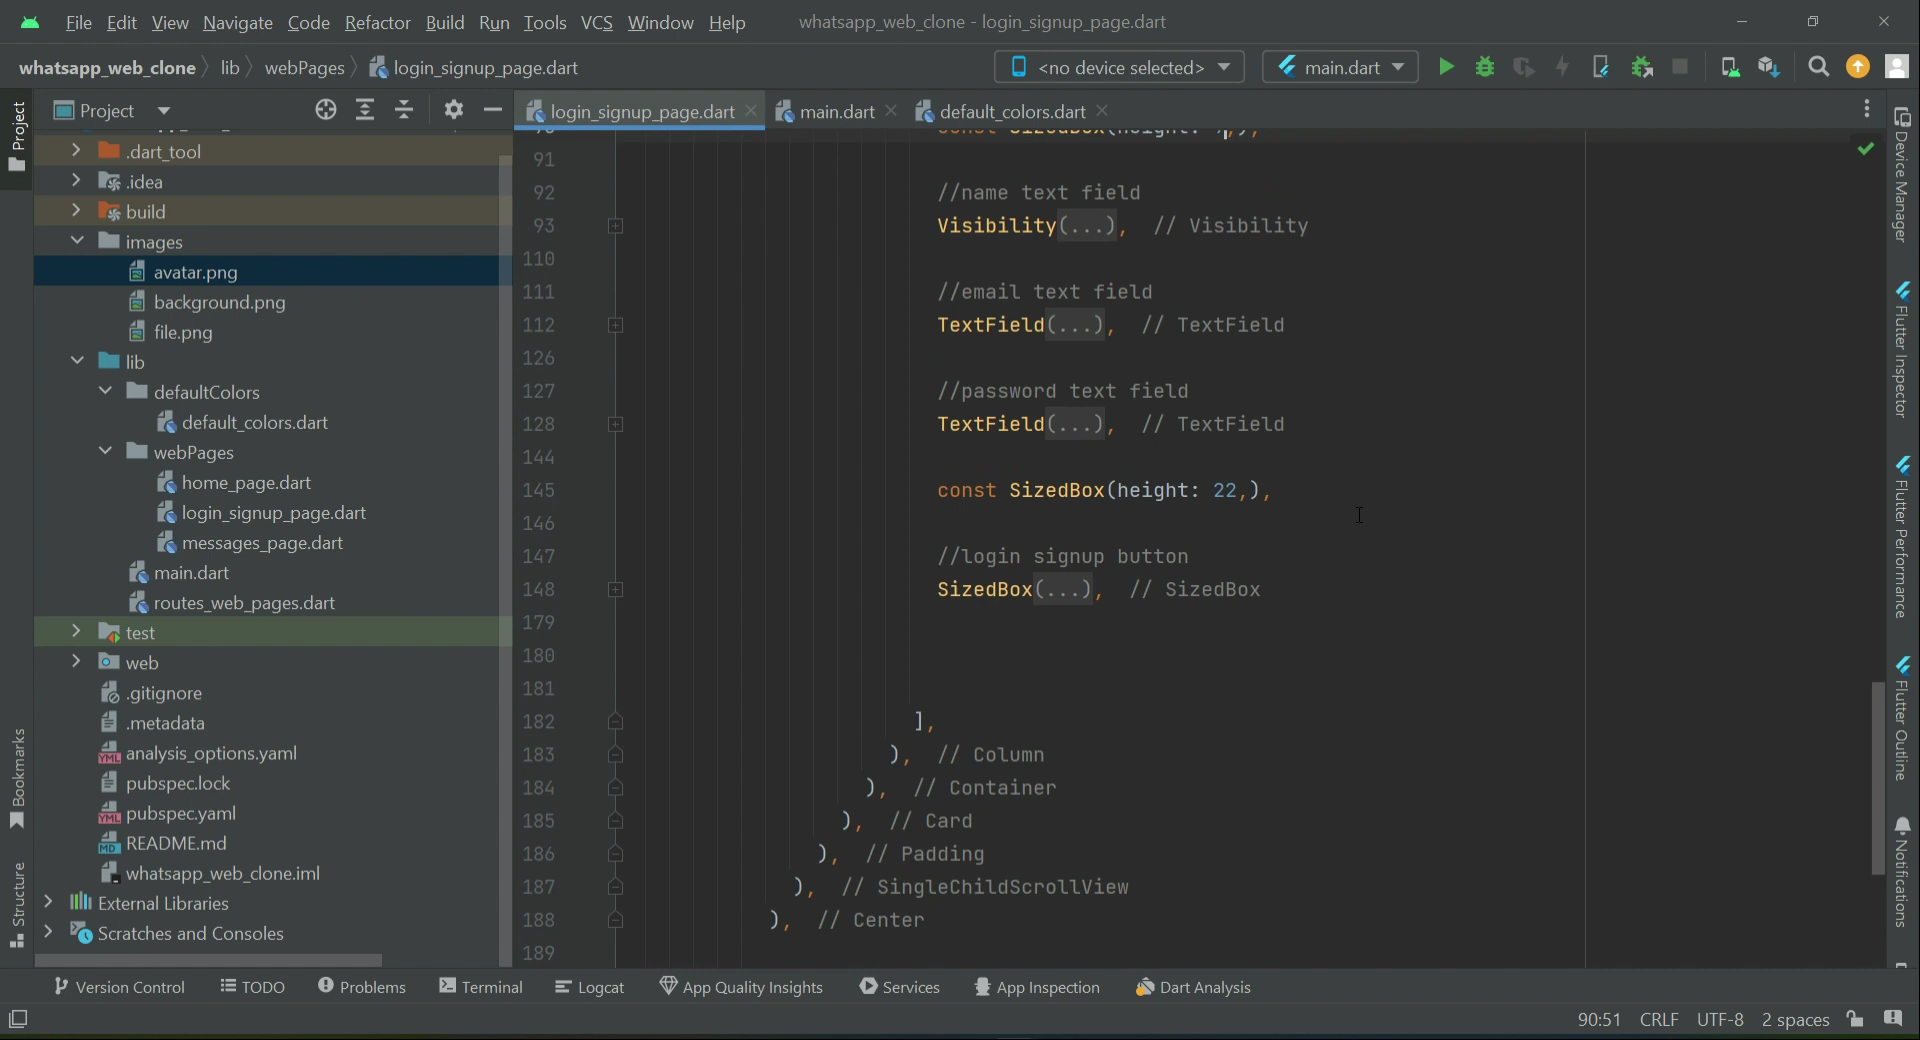 File Edit View Navigate Code Refactor Build Run Tools VCS Window Help whatsapp_web_clone - login_signup_page.dart
whatsapp_web_clone lib webPages login_signup_page.dart <no device selected> main.dart
Project login_signup_page.dart main.dart default_colors.dart
Project
Bookmarks
Structure
.dart_tool
.idea
build
images
avatar.png
background.png
file.png
lib
defaultColors
default_colors.dart
webPages
home_page.dart
login_signup_page.dart
messages_page.dart
main.dart
routes_web_pages.dart
test
web
.gitignore
.metadata
analysis_options.yaml
pubspec.lock
pubspec.yaml
README.md
whatsapp_web_clone.iml
External Libraries
Scratches and Consoles
91
92 //name text field
93 Visibility(...), // Visibility
110
111 //email text field
112 TextField(...), // TextField
126
127 //password text field
128 TextField(...), // TextField
144
145 const SizedBox(height: 22,),
146
147 //login signup button
148 SizedBox(...), // SizedBox
179
180
181
182 ],
183 ), // Column
184 ), // Container
185 ), // Card
186 ), // Padding
187 ), // SingleChildScrollView
188 ), // Center
189
Device Manager
Flutter Inspector
Flutter Performance
Flutter Outline
Notifications
Version Control TODO Problems Terminal Logcat App Quality Insights Services App Inspection Dart Analysis
90:51 CRLF UTF-8 2 spaces